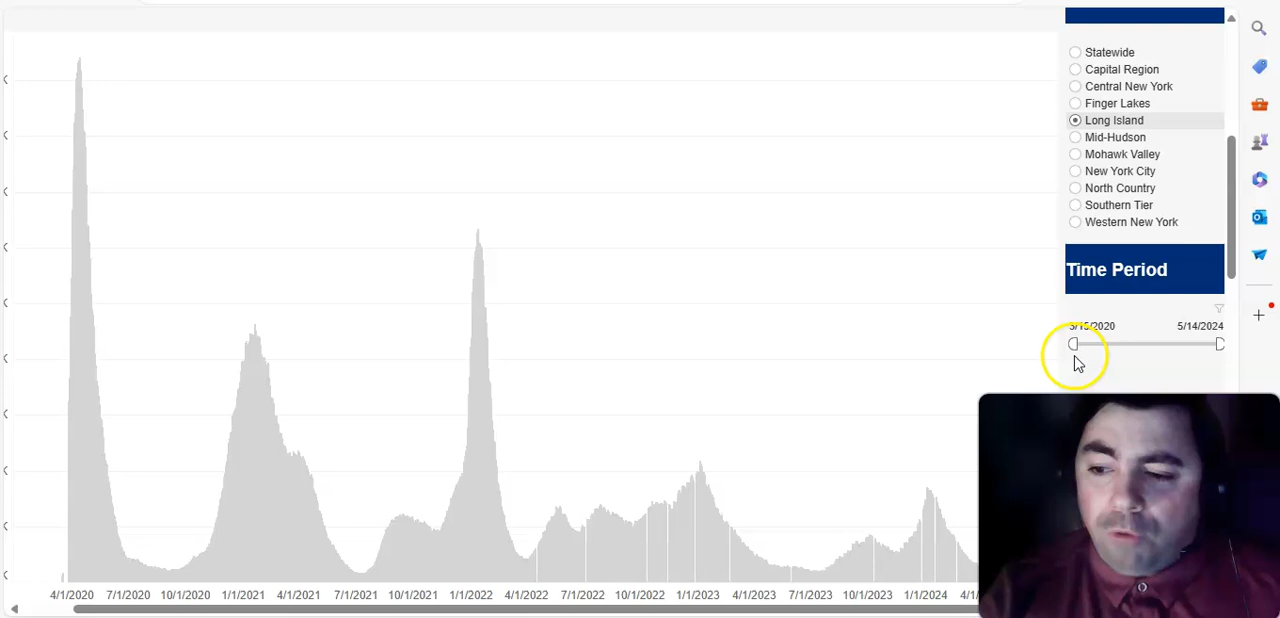 Statewide
Capital Region
Central New York
Finger Lakes
Long Island
Mid-Hudson
Mohawk Valley
New York City
North Country
Southern Tier
Western New York
Time Period
3/15/2020 5/14/2024
K
K
K
K
K
K
K
K
K
K
4/1/2020 7/1/2020 10/1/2020 1/1/2021 4/1/2021 7/1/2021 10/1/2021 1/1/2022 4/1/2022 7/1/2022 10/1/2022 1/1/2023 4/1/2023 7/1/2023 10/1/2023 1/1/2024